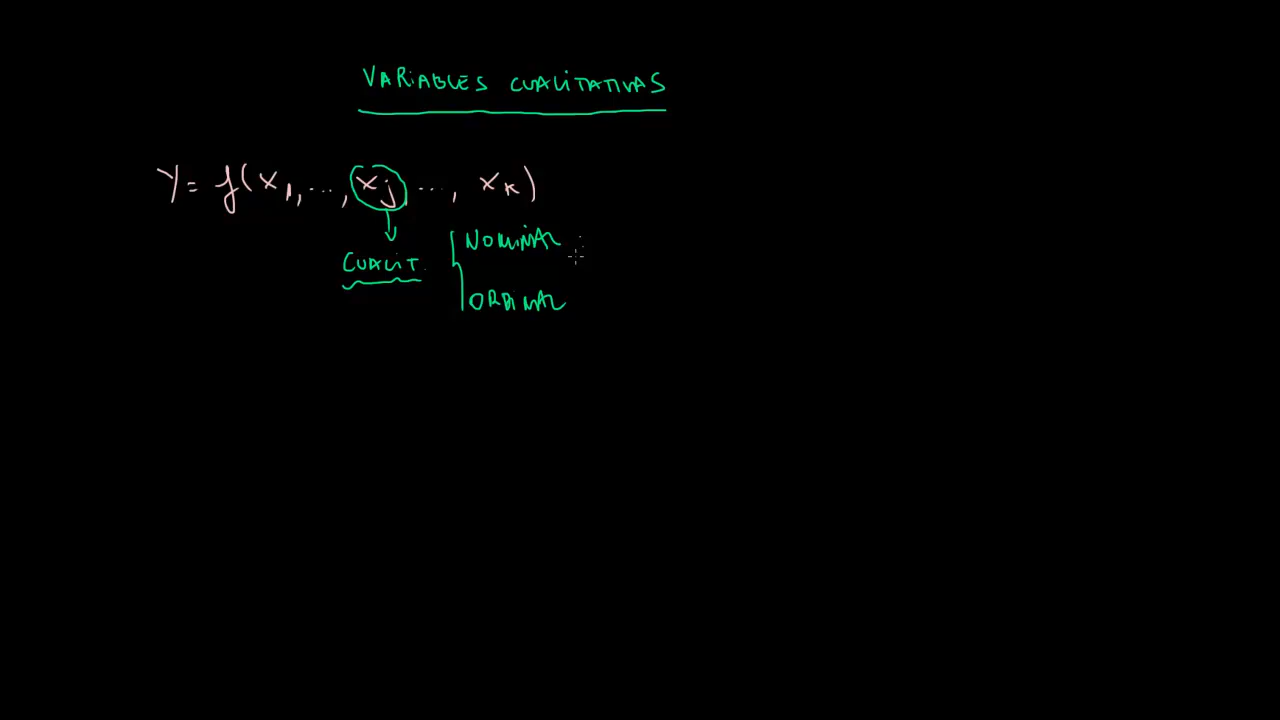 VARIABLES CUALITATIVAS
Y = f(x1, ..., xj, ..., xk)
CUALIT.
NOMINAL
ORDINAL